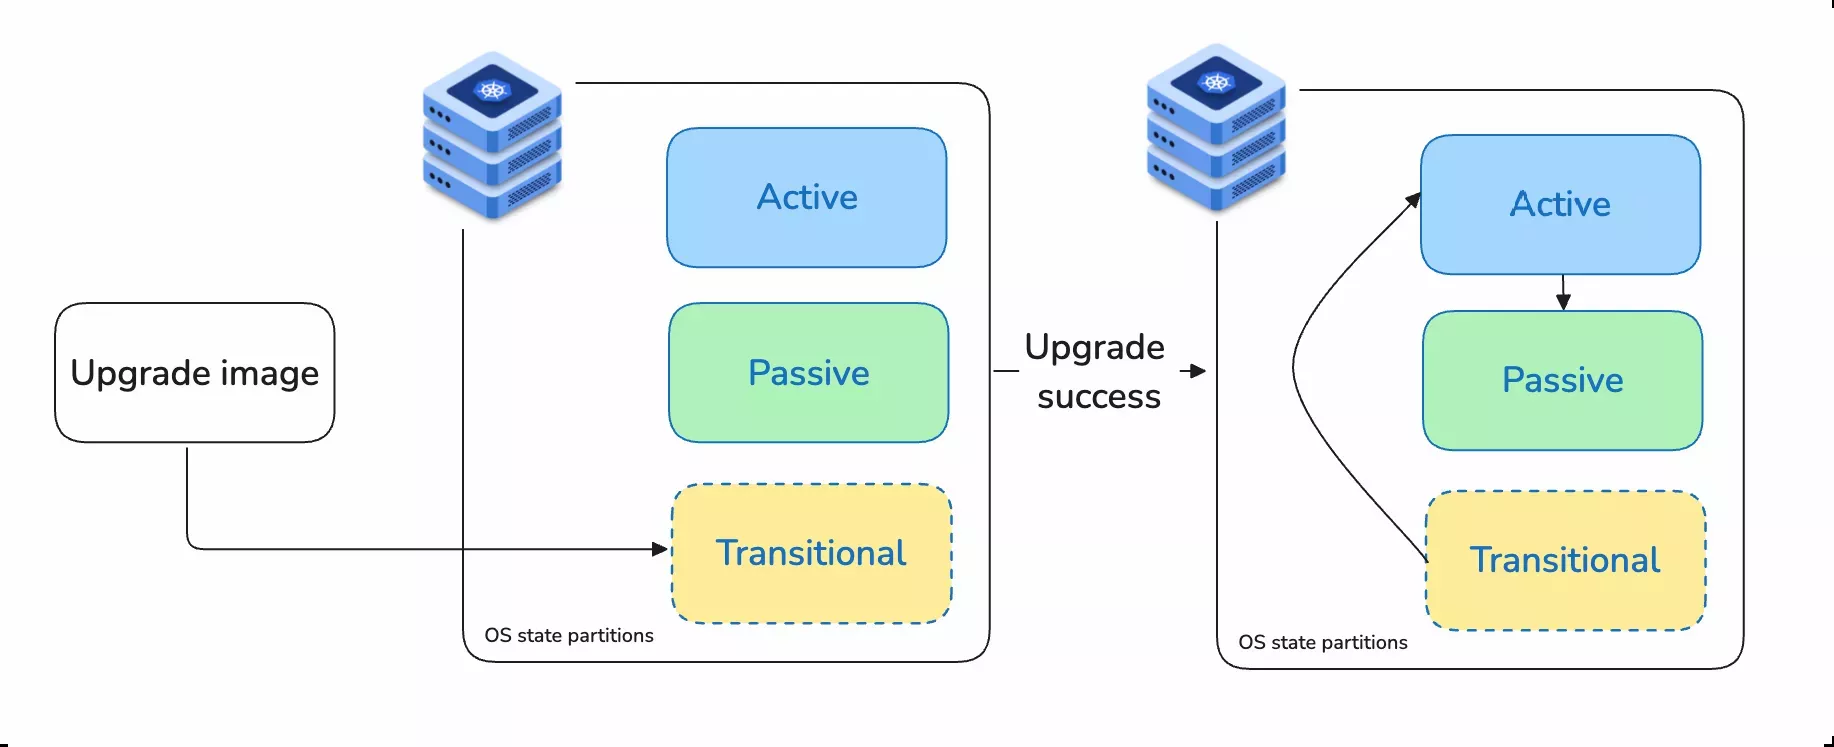 Active
Passive
Transitional
OS state partitions
Upgrade image
Upgrade
success
Active
Passive
Transitional
OS state partitions